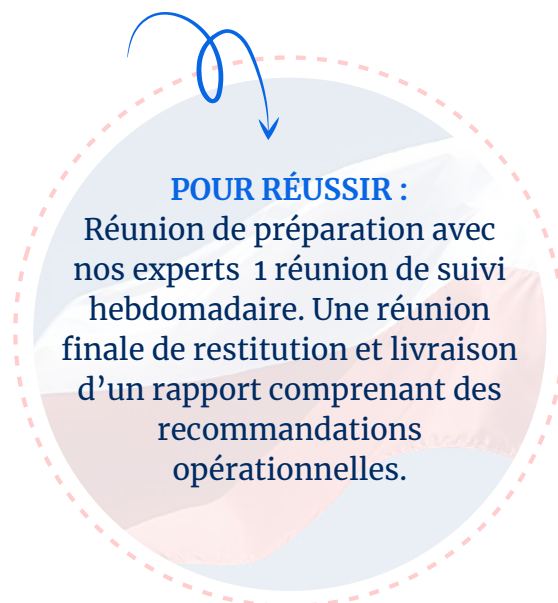 POUR RÉUSSIR :
Réunion de préparation avec
nos experts  1 réunion de suivi
hebdomadaire. Une réunion
finale de restitution et livraison
d’un rapport comprenant des
recommandations
opérationnelles.